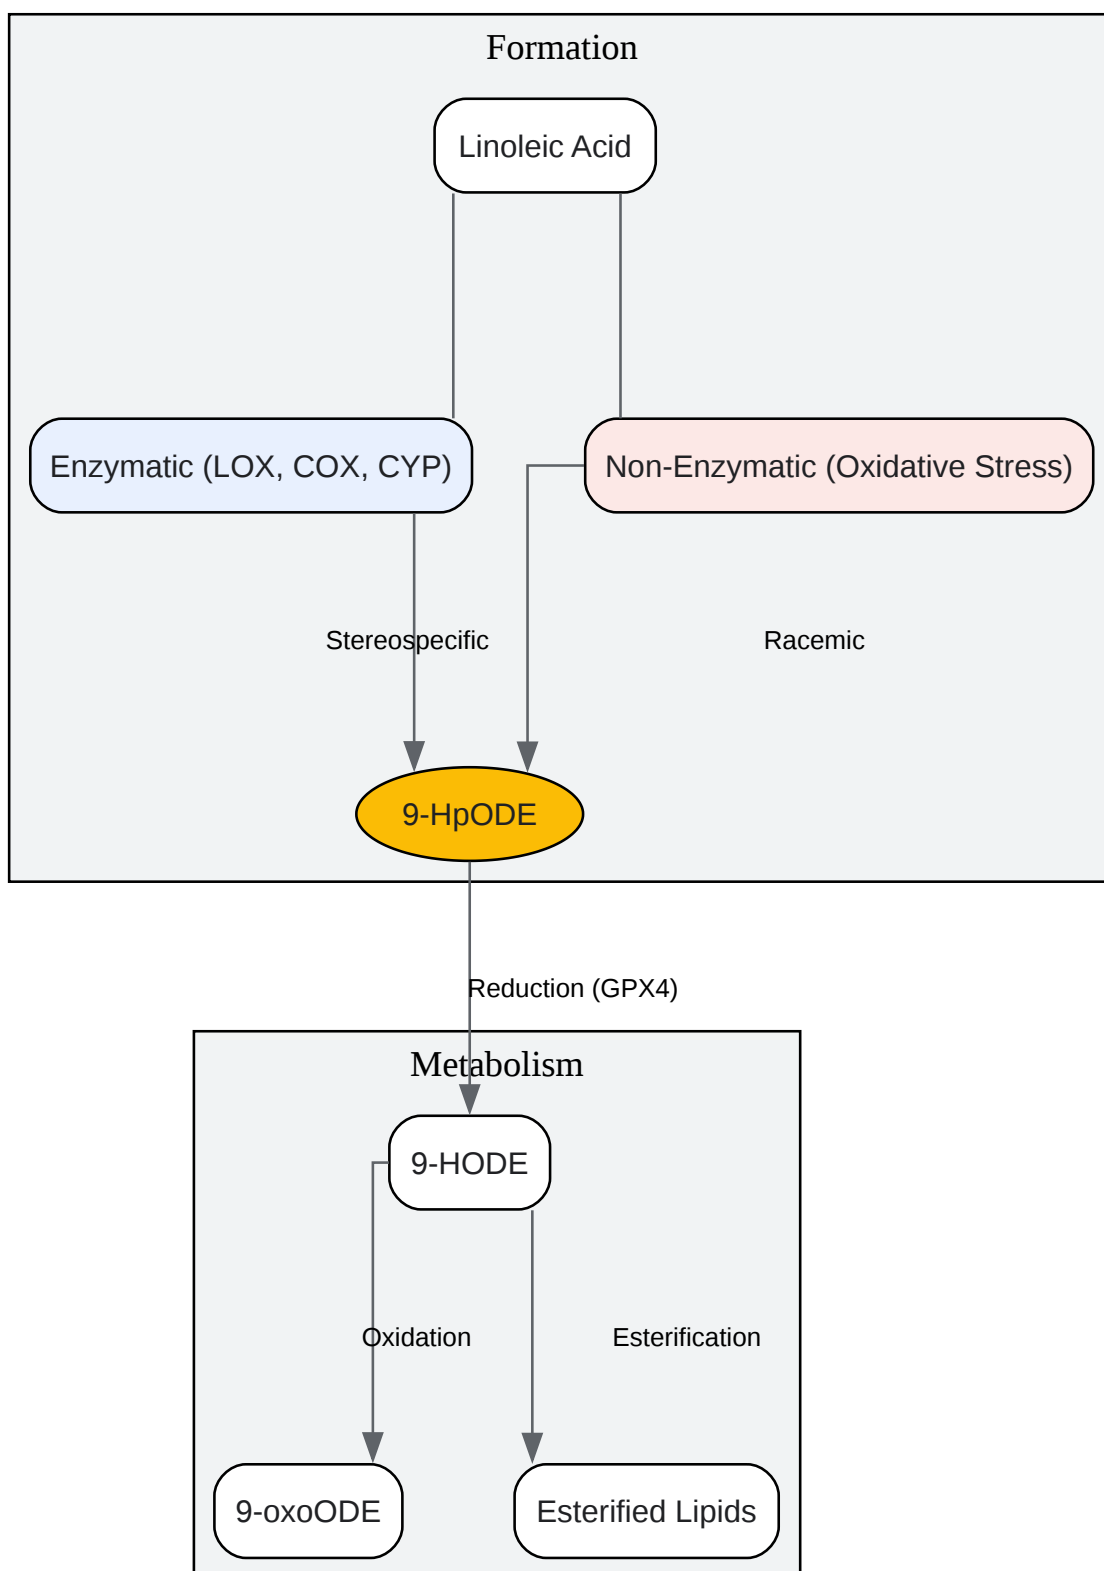 Formation
Linoleic Acid
Enzymatic (LOX, COX, CYP)
Non-Enzymatic (Oxidative Stress)
Stereospecific
Racemic
9-HpODE
Reduction (GPX4)
Metabolism
9-HODE
Oxidation
Esterification
9-oxoODE
Esterified Lipids